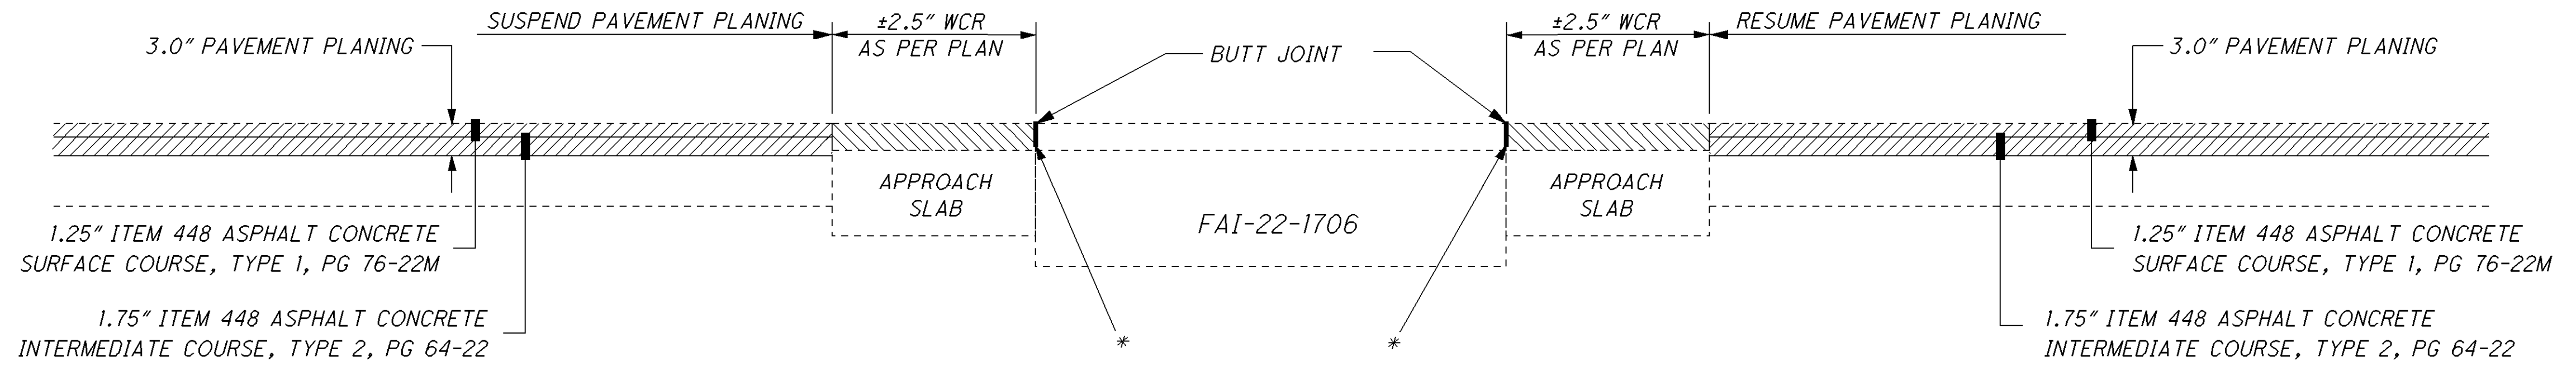 SUSPEND PAVEMENT PLANING
±2.5" WCR
AS PER PLAN
3.0" PAVEMENT PLANING
BUTT JOINT
±2.5" WCR
AS PER PLAN
RESUME PAVEMENT PLANING
3.0" PAVEMENT PLANING
APPROACH
SLAB
FAI-22-1706
APPROACH
SLAB
1.25" ITEM 448 ASPHALT CONCRETE
SURFACE COURSE, TYPE 1, PG 76-22M
1.75" ITEM 448 ASPHALT CONCRETE
INTERMEDIATE COURSE, TYPE 2, PG 64-22
*
*
1.25" ITEM 448 ASPHALT CONCRETE
SURFACE COURSE, TYPE 1, PG 76-22M
1.75" ITEM 448 ASPHALT CONCRETE
INTERMEDIATE COURSE, TYPE 2, PG 64-22